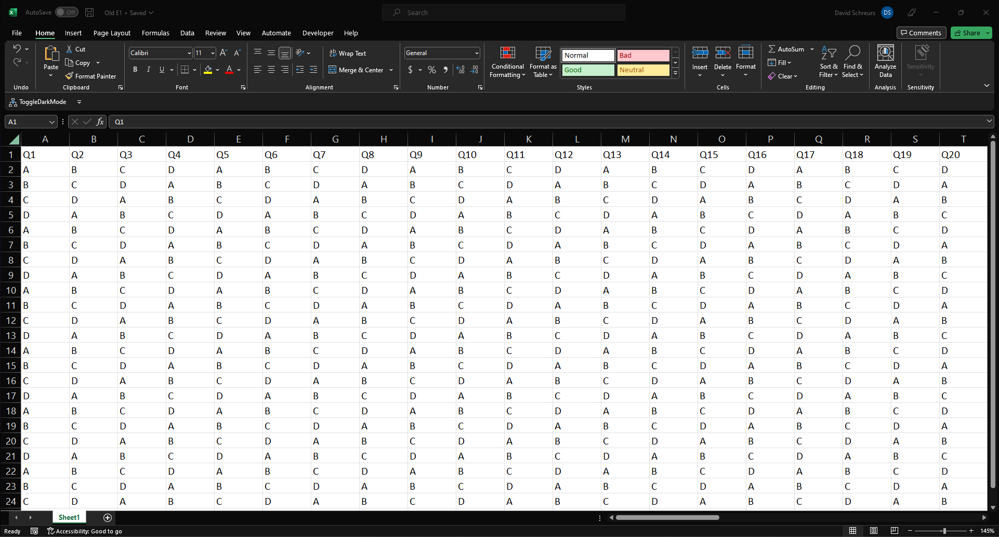 AutoSave Off Old E1 • Saved Search David Schreurs DS
File Home Insert Page Layout Formulas Data Review View Automate Developer Help Comments Share
Undo
Paste Cut
Copy
Format Painter
Clipboard
Calibri 11
B I U A
Font
Wrap Text
Merge & Center
Alignment
General
$ % 9
Number
Conditional Formatting
Format as Table
Normal Bad
Good Neutral
Styles
Insert Delete Format
Cells
AutoSum
Fill
Clear
Sort & Filter
Find & Select
Editing
Analyze Data
Analysis
Sensitivity
Sensitivity
ToggleDarkMode
A1 fx Q1
A B C D E F G H I J K L M N O P Q R S T
1 Q1 Q2 Q3 Q4 Q5 Q6 Q7 Q8 Q9 Q10 Q11 Q12 Q13 Q14 Q15 Q16 Q17 Q18 Q19 Q20
2 A B C D A B C D A B C D A B C D A B C D
3 B C D A B C D A B C D A B C D A B C D A
4 C D A B C D A B C D A B C D A B C D A B
5 D A B C D A B C D A B C D A B C D A B C
6 A B C D A B C D A B C D A B C D A B C D
7 B C D A B C D A B C D A B C D A B C D A
8 C D A B C D A B C D A B C D A B C D A B
9 D A B C D A B C D A B C D A B C D A B C
10 A B C D A B C D A B C D A B C D A B C D
11 B C D A B C D A B C D A B C D A B C D A
12 C D A B C D A B C D A B C D A B C D A B
13 D A B C D A B C D A B C D A B C D A B C
14 A B C D A B C D A B C D A B C D A B C D
15 B C D A B C D A B C D A B C D A B C D A
16 C D A B C D A B C D A B C D A B C D A B
17 D A B C D A B C D A B C D A B C D A B C
18 A B C D A B C D A B C D A B C D A B C D
19 B C D A B C D A B C D A B C D A B C D A
20 C D A B C D A B C D A B C D A B C D A B
21 D A B C D A B C D A B C D A B C D A B C
22 A B C D A B C D A B C D A B C D A B C D
23 B C D A B C D A B C D A B C D A B C D A
24 C D A B C D A B C D A B C D A B C D A B
Sheet1
Ready Accessibility: Good to go 145%